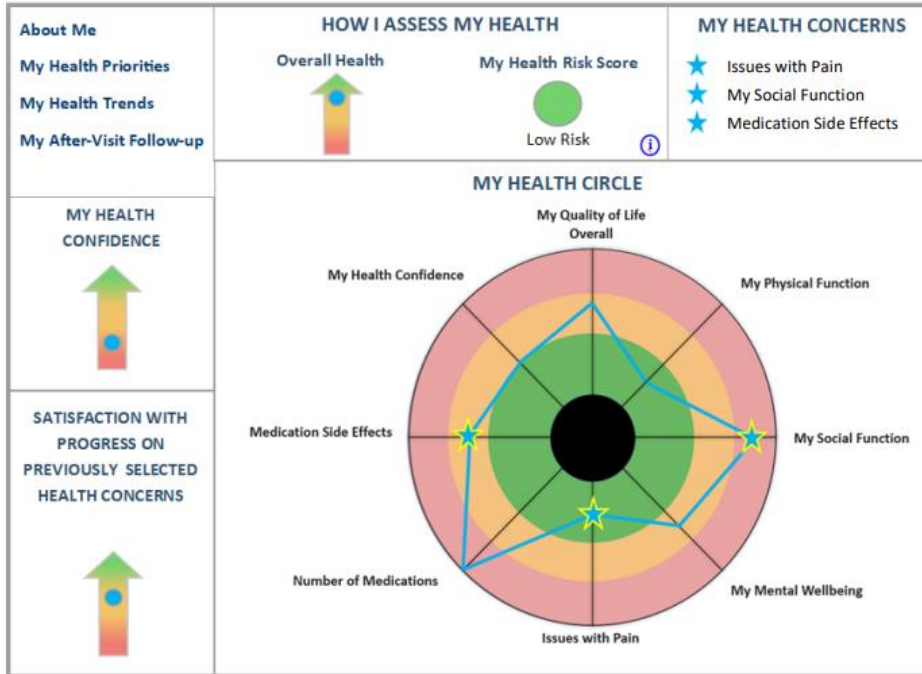 About Me
My Health Priorities
My Health Trends
My After-Visit Follow-up
HOW I ASSESS MY HEALTH
Overall Health
My Health Risk Score
Low Risk
i
MY HEALTH CONCERNS
Issues with Pain
My Social Function
Medication Side Effects
MY HEALTH
CONFIDENCE
SATISFACTION WITH
PROGRESS ON
PREVIOUSLY SELECTED
HEALTH CONCERNS
MY HEALTH CIRCLE
My Quality of Life
Overall
My Health Confidence
My Physical Function
Medication Side Effects
My Social Function
Number of Medications
My Mental Wellbeing
Issues with Pain